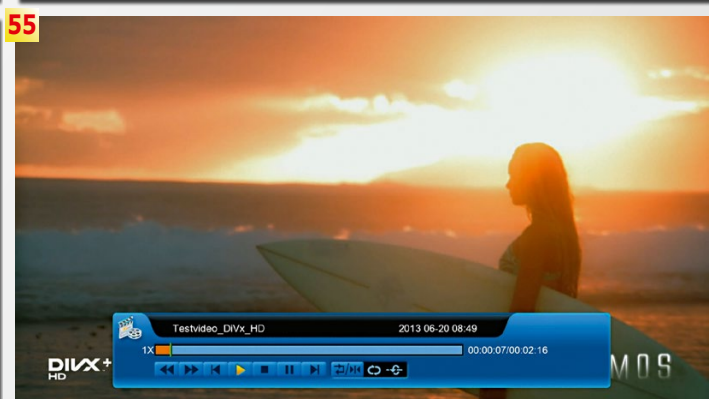 55
Testvideo_DiVx_HD 2013 06-20 08:49
1X 00:00:07/00:02:16
DIVX+
HD
MOS